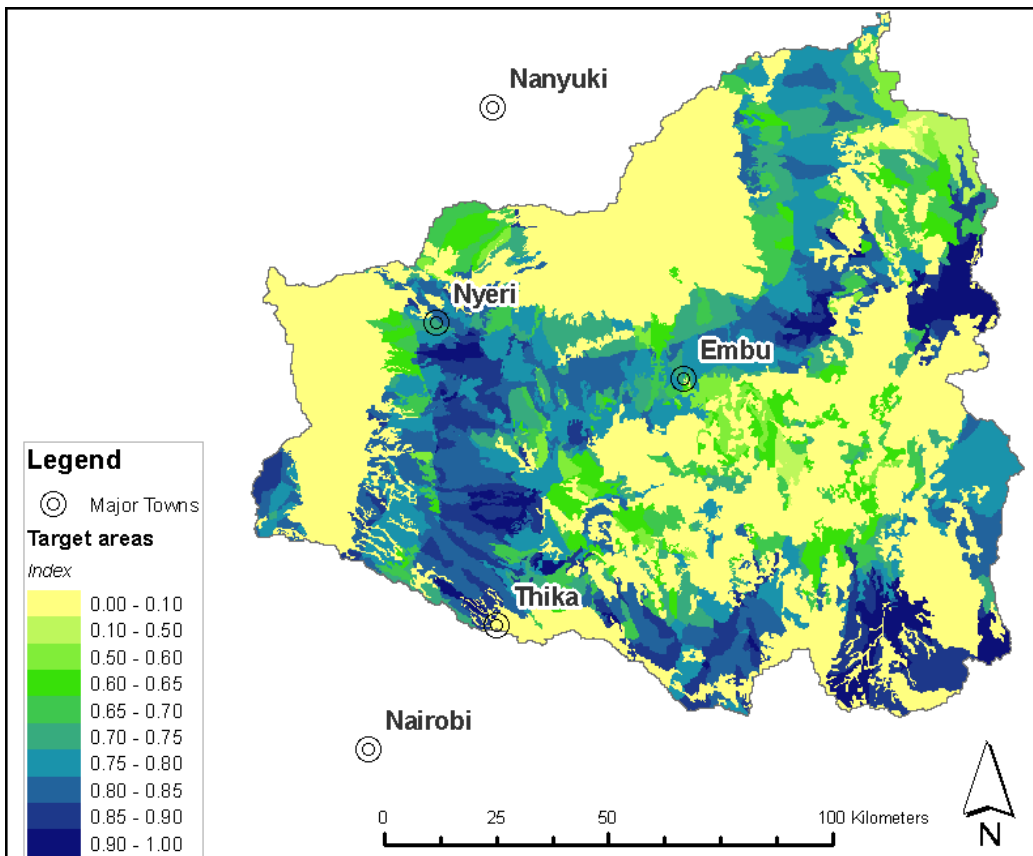 Nanyuki
Nyeri
Embu
Thika
Nairobi
Legend
Major Towns
Target areas
Index
0.00 - 0.10
0.10 - 0.50
0.50 - 0.60
0.60 - 0.65
0.65 - 0.70
0.70 - 0.75
0.75 - 0.80
0.80 - 0.85
0.85 - 0.90
0.90 - 1.00
0 25 50 100 Kilometers
N